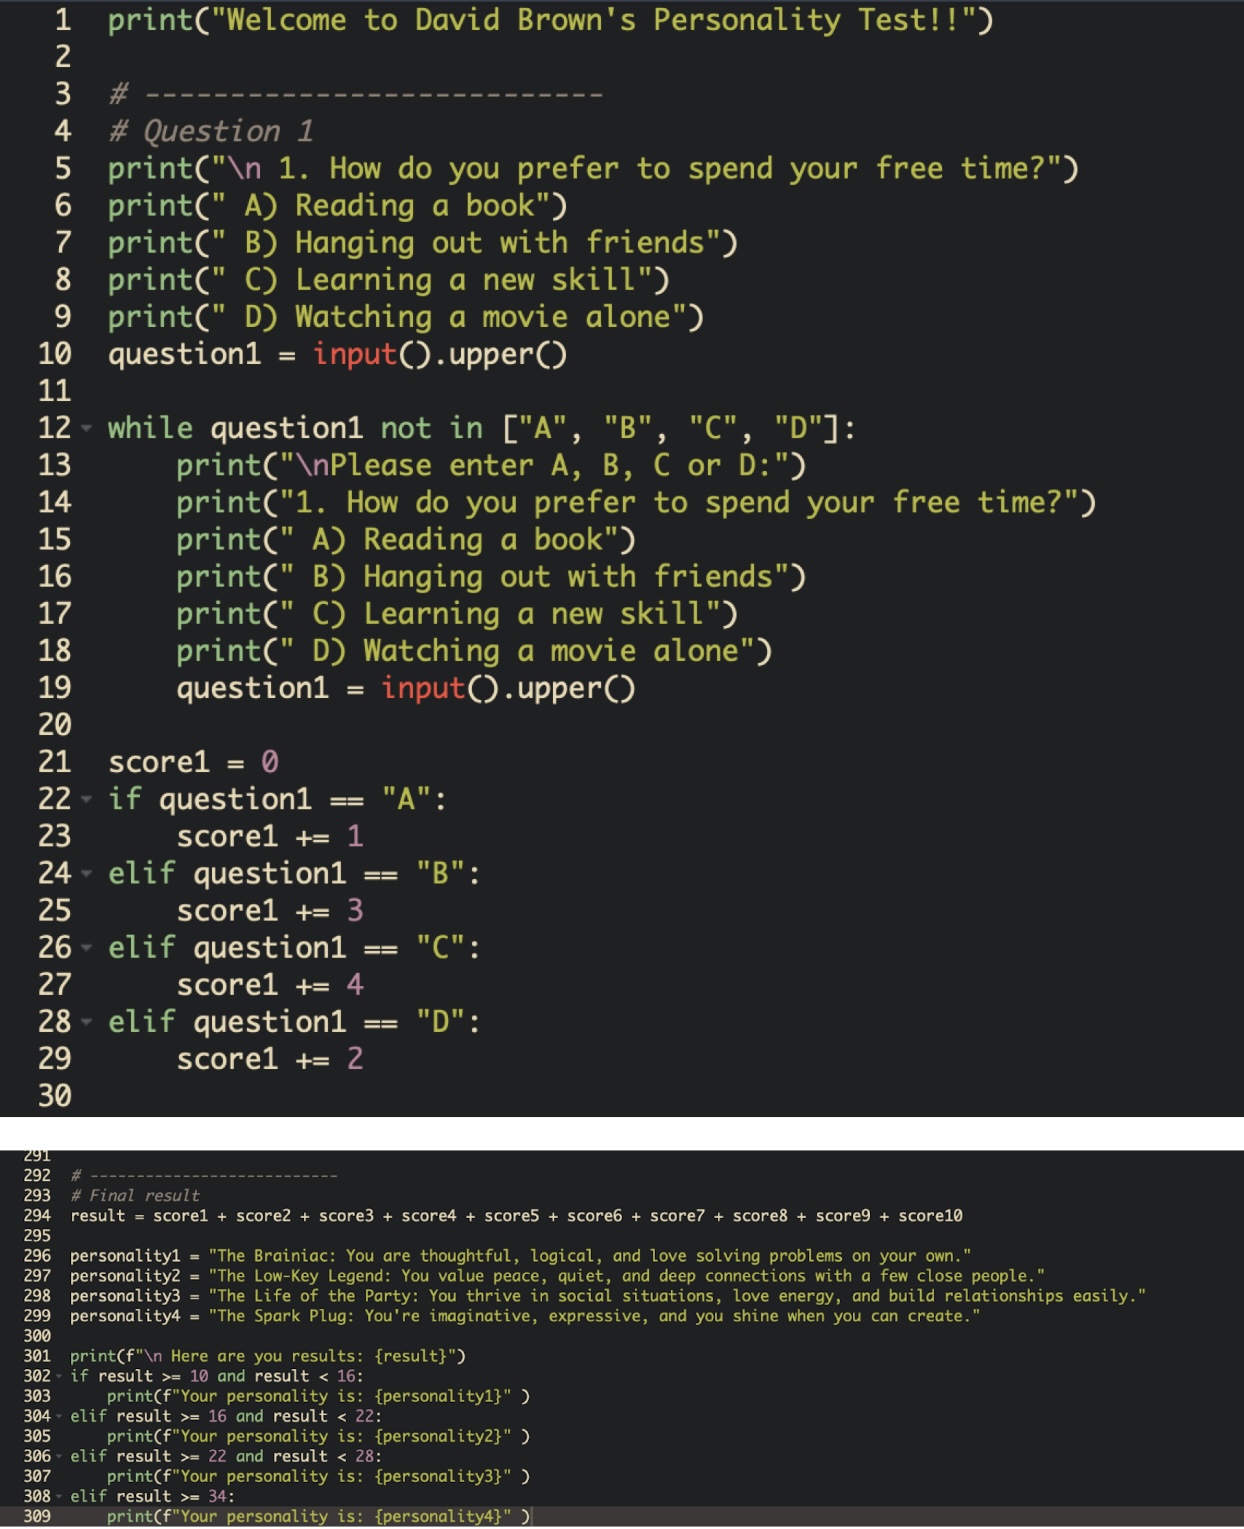 1 print("Welcome to David Brown's Personality Test!!")
2
3 # ---------------------------
4 # Question 1
5 print("\n 1. How do you prefer to spend your free time?")
6 print(" A) Reading a book")
7 print(" B) Hanging out with friends")
8 print(" C) Learning a new skill")
9 print(" D) Watching a movie alone")
10 question1 = input().upper()
11
12 while question1 not in ["A", "B", "C", "D"]:
13     print("\nPlease enter A, B, C or D:")
14     print("1. How do you prefer to spend your free time?")
15     print(" A) Reading a book")
16     print(" B) Hanging out with friends")
17     print(" C) Learning a new skill")
18     print(" D) Watching a movie alone")
19     question1 = input().upper()
20
21 score1 = 0
22 if question1 == "A":
23     score1 += 1
24 elif question1 == "B":
25     score1 += 3
26 elif question1 == "C":
27     score1 += 4
28 elif question1 == "D":
29     score1 += 2
30
291
292 # ---------------------------
293 # Final result
294 result = score1 + score2 + score3 + score4 + score5 + score6 + score7 + score8 + score9 + score10
295
296 personality1 = "The Brainiac: You are thoughtful, logical, and love solving problems on your own."
297 personality2 = "The Low-Key Legend: You value peace, quiet, and deep connections with a few close people."
298 personality3 = "The Life of the Party: You thrive in social situations, love energy, and build relationships easily."
299 personality4 = "The Spark Plug: You're imaginative, expressive, and you shine when you can create."
300
301 print(f"\n Here are you results: {result}")
302 if result >= 10 and result < 16:
303     print(f"Your personality is: {personality1}" )
304 elif result >= 16 and result < 22:
305     print(f"Your personality is: {personality2}" )
306 elif result >= 22 and result < 28:
307     print(f"Your personality is: {personality3}" )
308 elif result >= 34:
309     print(f"Your personality is: {personality4}" )